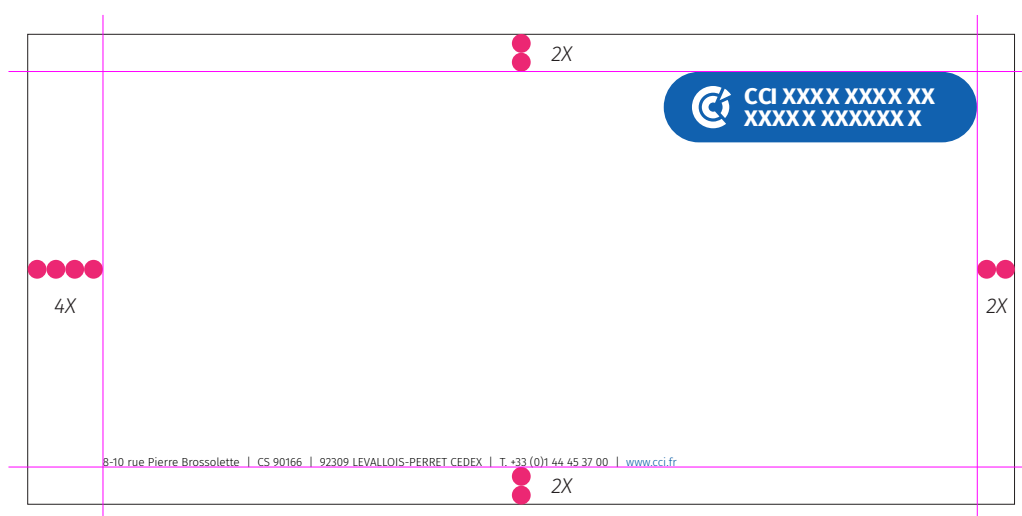 2X
CCI XXXX XXXX XX
XXXXX XXXXXX X
4X
2X
8-10 rue Pierre Brossolette | CS 90166 | 92309 LEVALLOIS-PERRET CEDEX | T. +33 (0)1 44 45 37 00 | www.cci.fr
2X